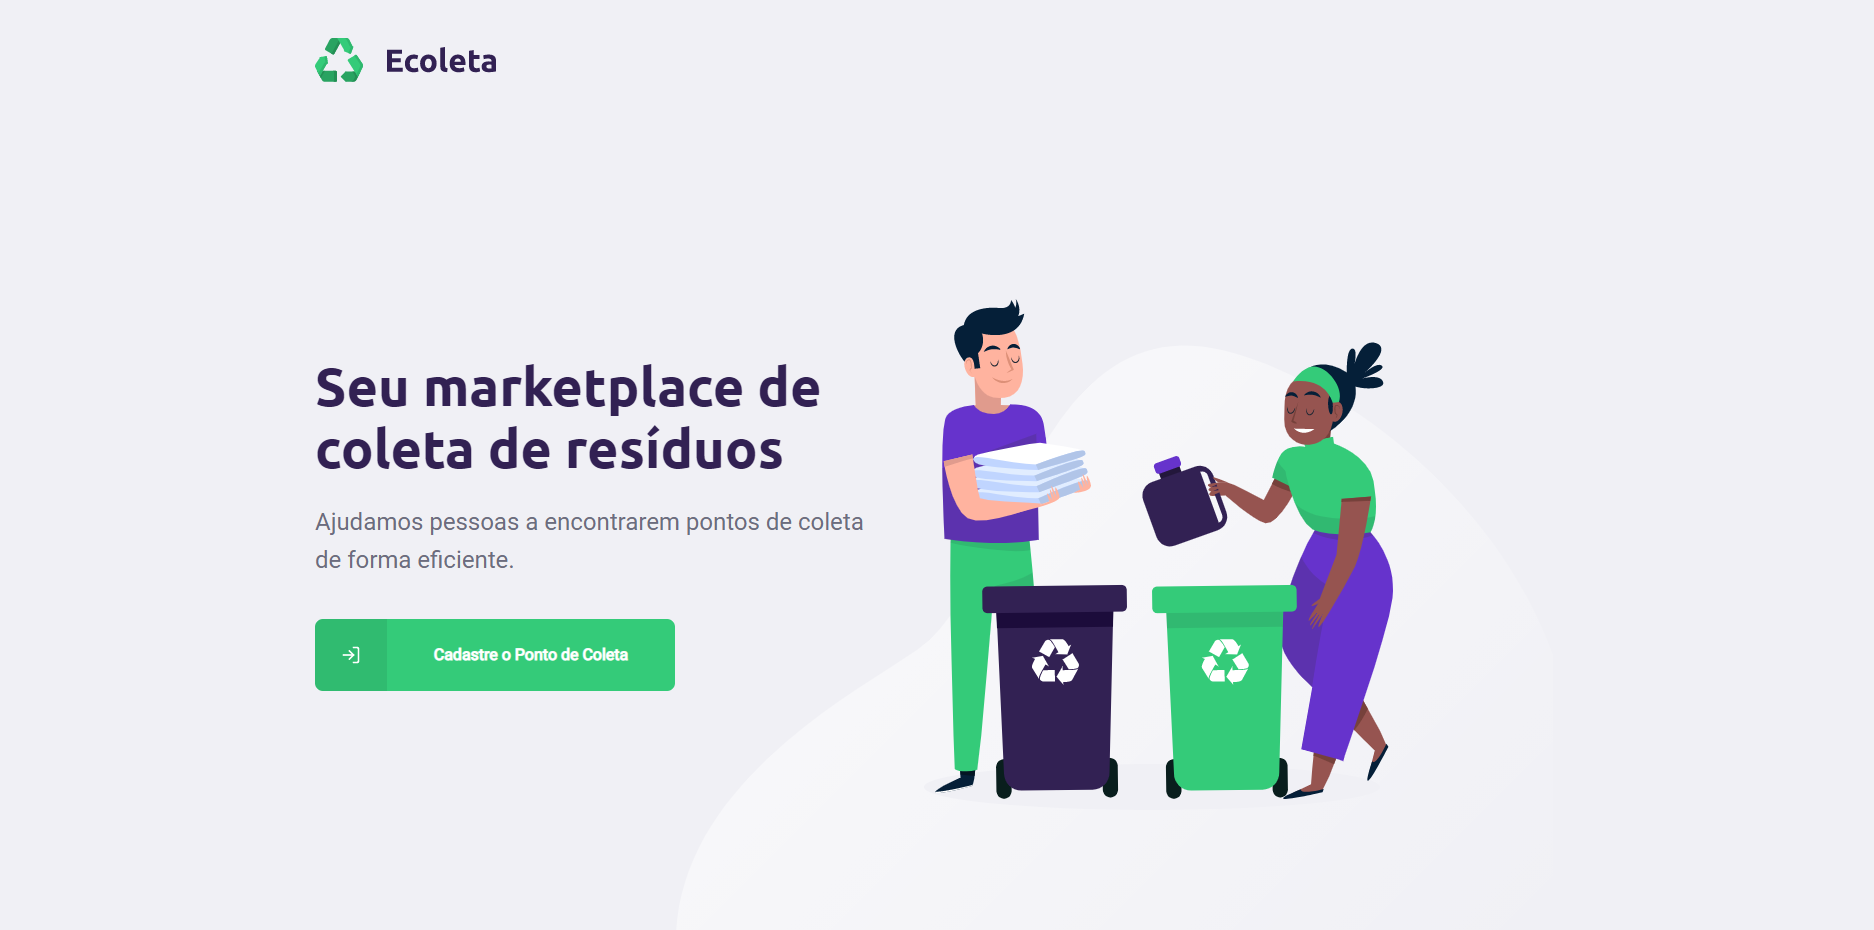 Ecoleta
Seu marketplace de
coleta de resíduos
Ajudamos pessoas a encontrarem pontos de coleta
de forma eficiente.
Cadastre o Ponto de Coleta